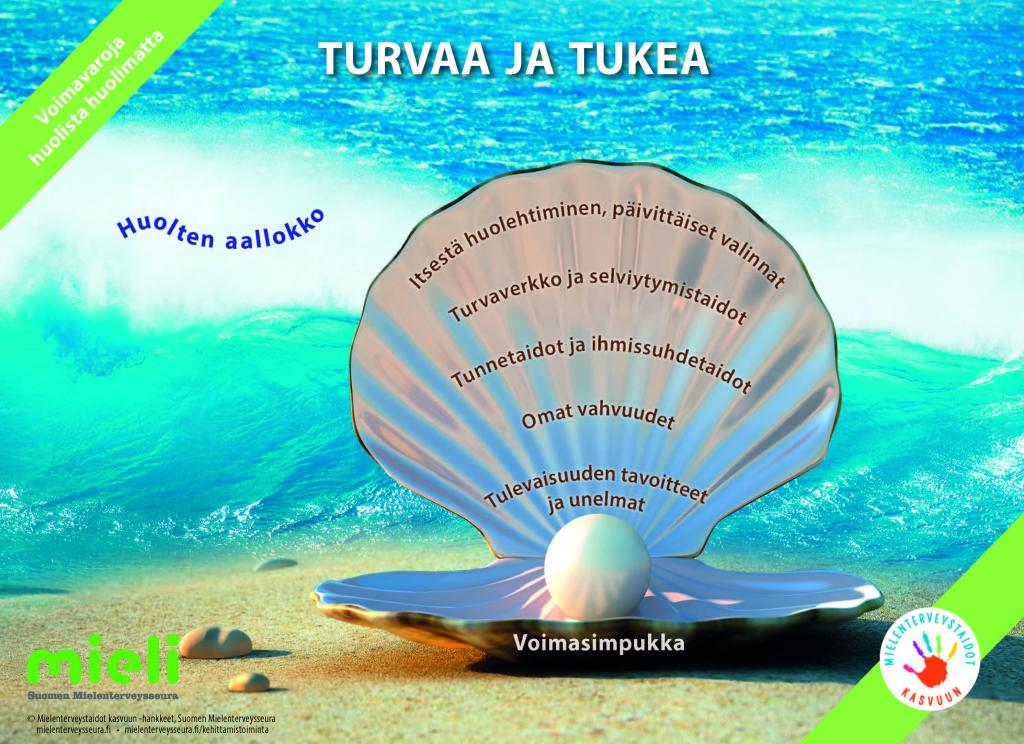 Voimavaroja
huolista huolimatta
TURVAA JA TUKEA
Huolten aallokko
Itsestä huolehtiminen, päivittäiset valinnat
Turvaverkko ja selviytymistaidot
Tunnetaidot ja ihmissuhdetaidot
Omat vahvuudet
Tulevaisuuden tavoitteet
ja unelmat
Voimasimpukka
mieli
Suomen Mielenterveysseura
© Mielenterveystaidot kasvuun -hankkeet, Suomen Mielenterveysseura
mielenterveysseura.fi • mielenterveysseura.fi/kehittamistoiminta
MIELENTERVEYSTAIDOT
KASVUUN